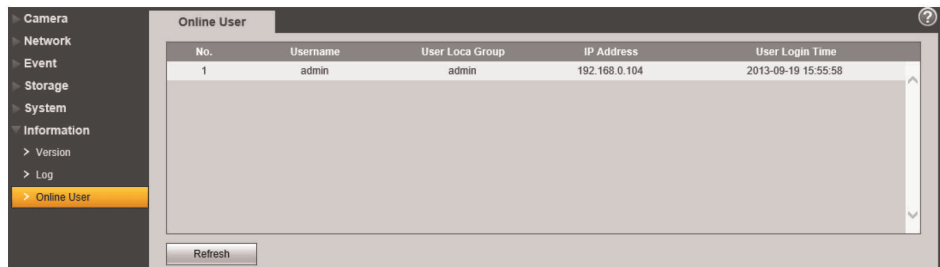 Camera
Network
Event
Storage
System
Information
> Version
> Log
> Online User
Online User
?
No. Username User Loca Group IP Address User Login Time
1 admin admin 192.168.0.104 2013-09-19 15:55:58
Refresh